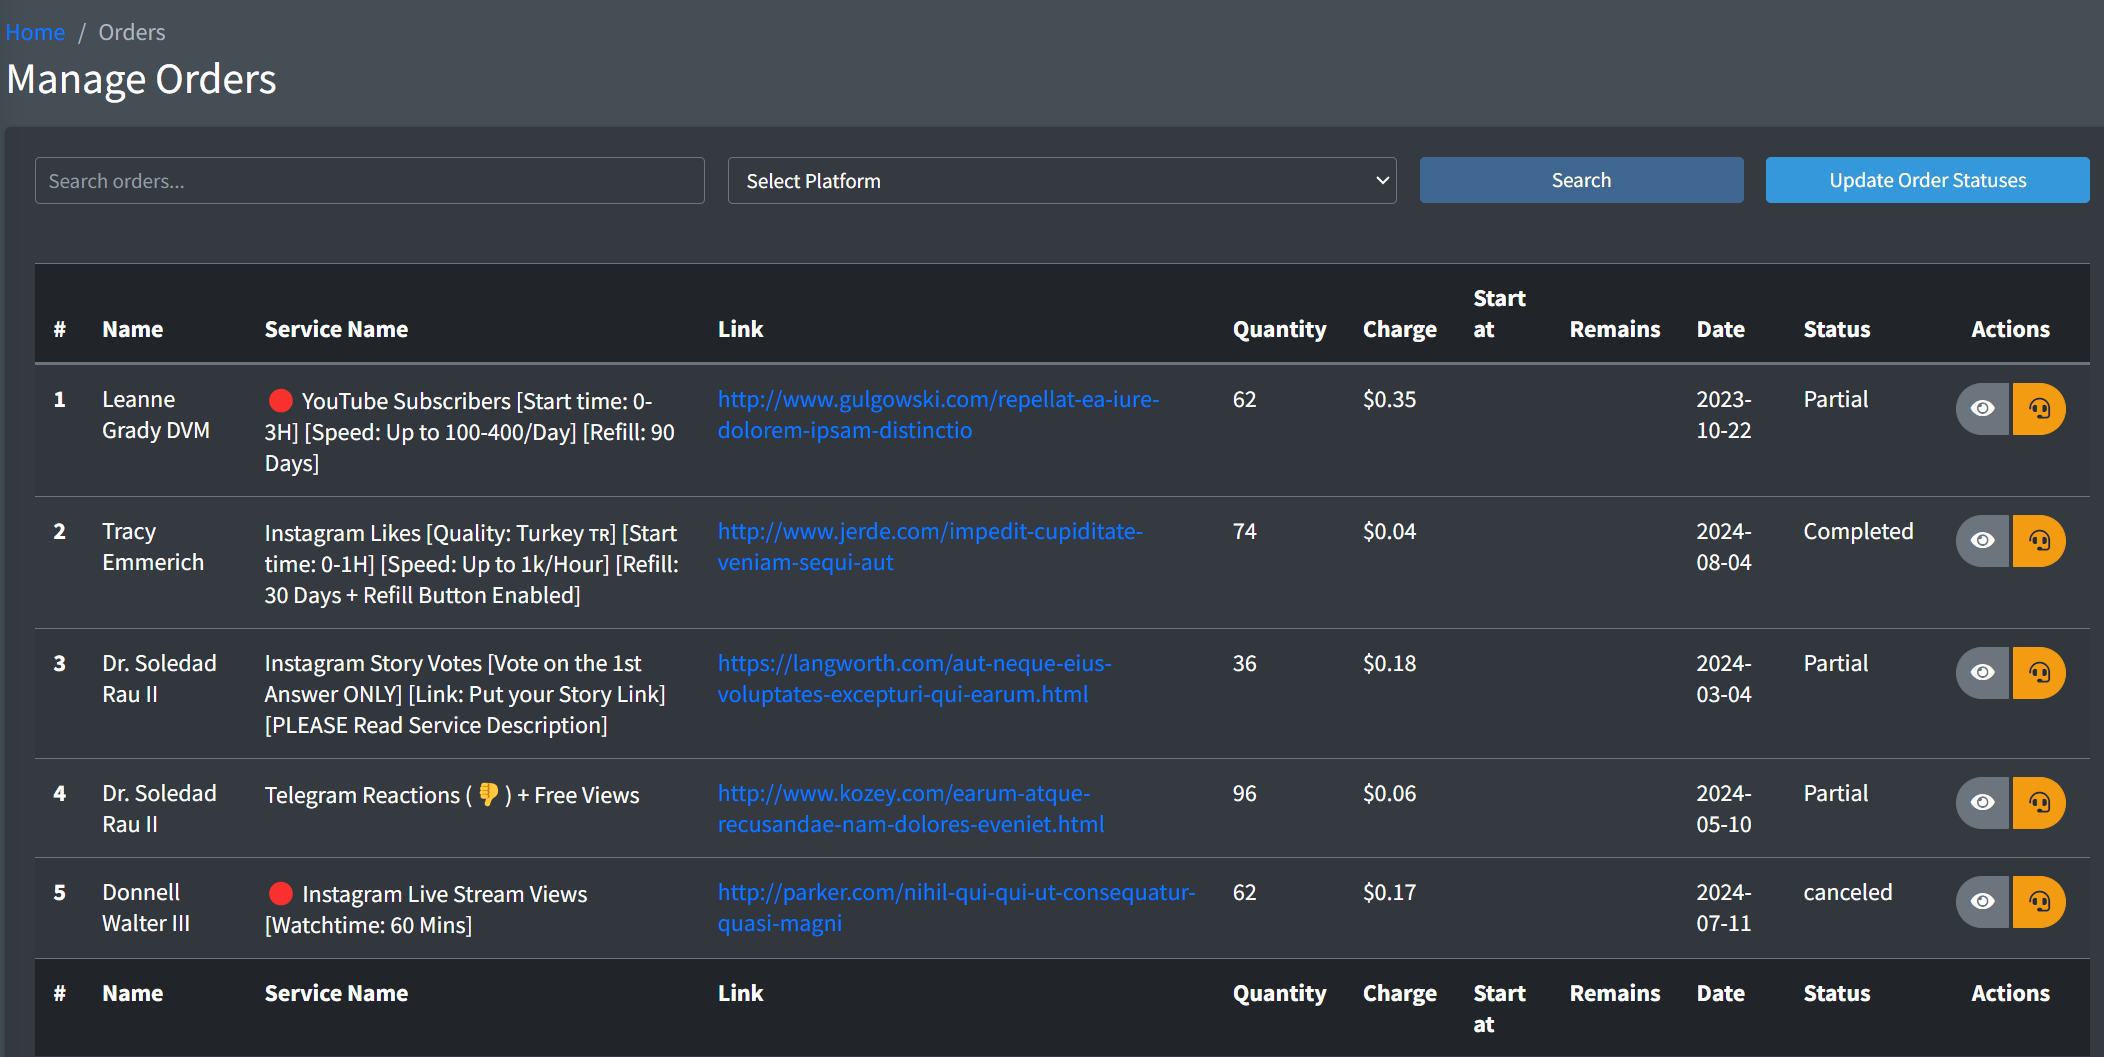 Home / Orders
Manage Orders
Search orders...
Select Platform
Search
Update Order Statuses
# Name Service Name Link Quantity Charge Start at Remains Date Status Actions
1 Leanne Grady DVM
🔴 YouTube Subscribers [Start time: 0-
3H] [Speed: Up to 100-400/Day] [Refill: 90
Days]
http://www.gulgowski.com/repellat-ea-iure-
dolorem-ipsam-distinctio
62 $0.35 2023-
10-22
Partial
2 Tracy Emmerich
Instagram Likes [Quality: Turkey ᴛʀ] [Start
time: 0-1H] [Speed: Up to 1k/Hour] [Refill:
30 Days + Refill Button Enabled]
http://www.jerde.com/impedit-cupiditate-
veniam-sequi-aut
74 $0.04 2024-
08-04
Completed
3 Dr. Soledad Rau II
Instagram Story Votes [Vote on the 1st
Answer ONLY] [Link: Put your Story Link]
[PLEASE Read Service Description]
https://langworth.com/aut-neque-eius-
voluptates-excepturi-qui-earum.html
36 $0.18 2024-
03-04
Partial
4 Dr. Soledad Rau II
Telegram Reactions ( 👎 ) + Free Views
http://www.kozey.com/earum-atque-
recusandae-nam-dolores-eveniet.html
96 $0.06 2024-
05-10
Partial
5 Donnell Walter III
🔴 Instagram Live Stream Views
[Watchtime: 60 Mins]
http://parker.com/nihil-qui-qui-ut-consequatur-
quasi-magni
62 $0.17 2024-
07-11
canceled
# Name Service Name Link Quantity Charge Start at Remains Date Status Actions